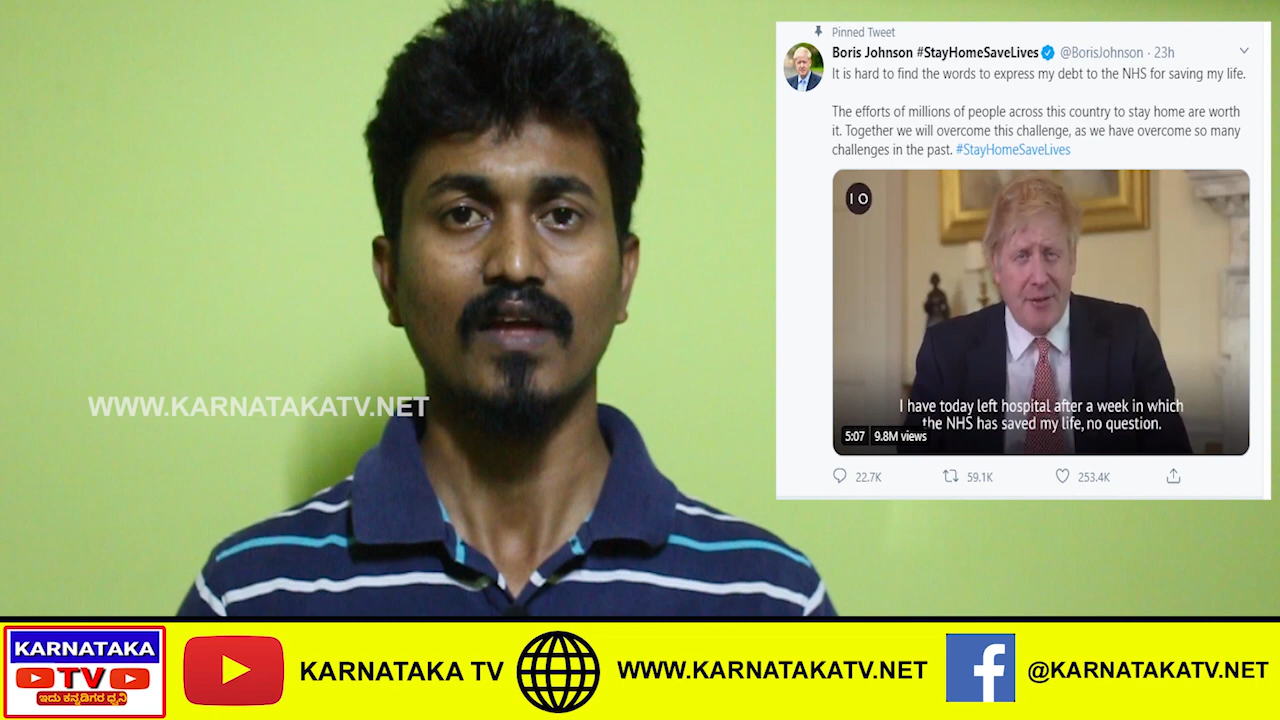 Pinned Tweet
Boris Johnson #StayHomeSaveLives @BorisJohnson · 23h
It is hard to find the words to express my debt to the NHS for saving my life.
The efforts of millions of people across this country to stay home are worth
it. Together we will overcome this challenge, as we have overcome so many
challenges in the past. #StayHomeSaveLives
10
I have today left hospital after a week in which
the NHS has saved my life, no question.
5:07 9.8M views
22.7K 59.1K 253.4K
WWW.KARNATAKATV.NET
KARNATAKA
TV
ಇದು ಕನ್ನಡಿಗರ ಧ್ವನಿ
KARNATAKA TV
WWW.KARNATAKATV.NET
@KARNATAKATV.NET